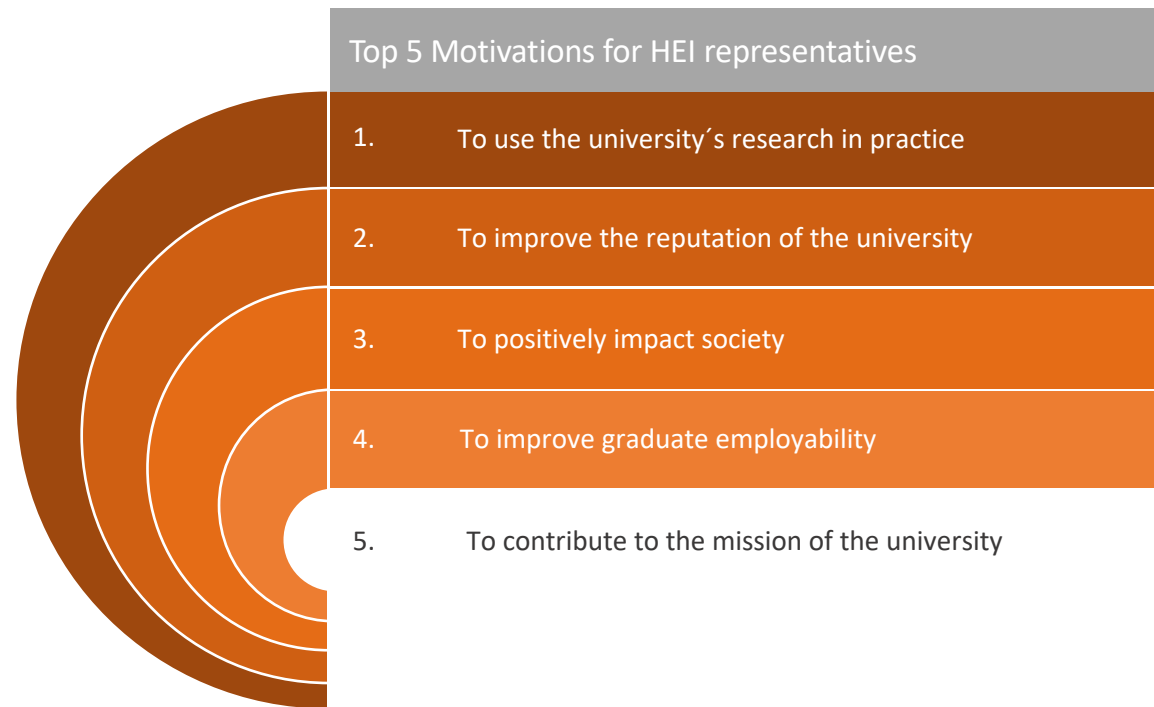 Top 5 Motivations for HEI representatives
1. To use the university´s research in practice
2. To improve the reputation of the university
3. To positively impact society
4. To improve graduate employability
5. To contribute to the mission of the university